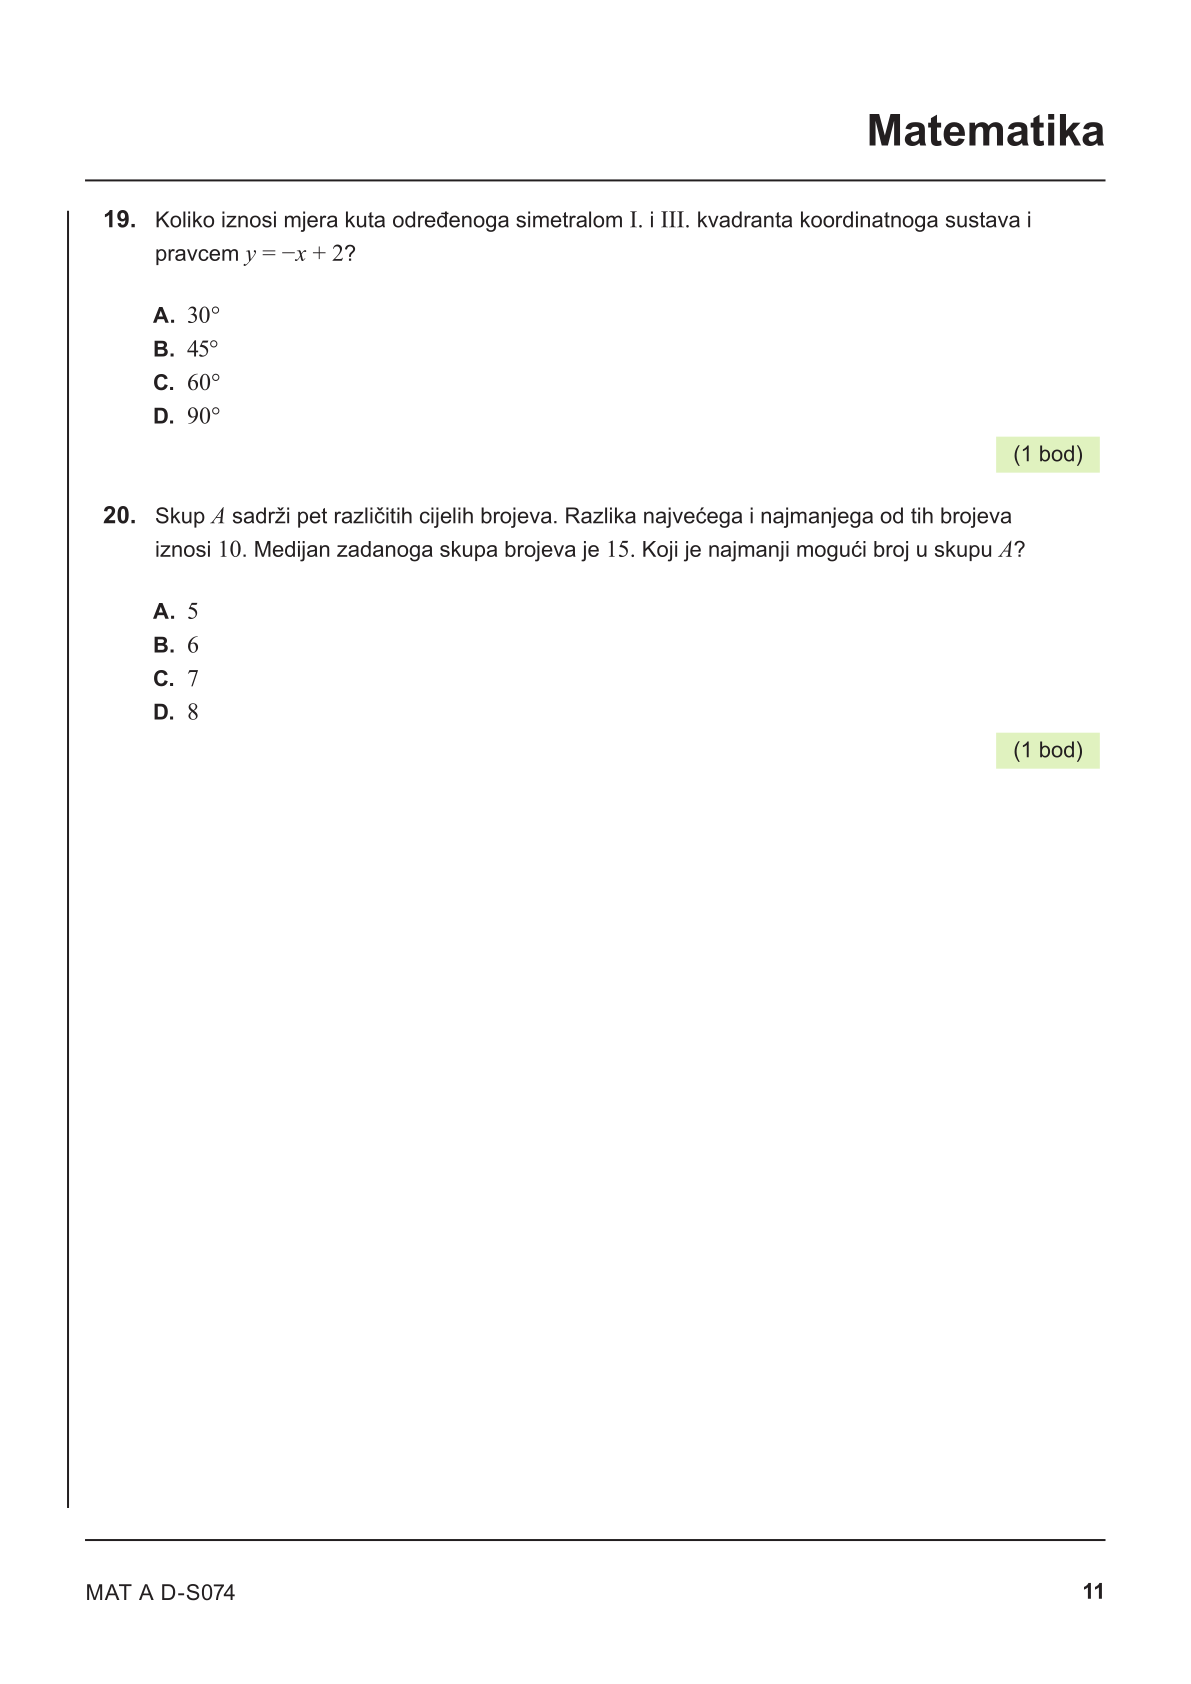 Matematika
19. Koliko iznosi mjera kuta određenoga simetralom I. i III. kvadranta koordinatnoga sustava i
pravcem y = −x + 2?
A. 30°
B. 45°
C. 60°
D. 90°
(1 bod)
20. Skup A sadrži pet različitih cijelih brojeva. Razlika najvećega i najmanjega od tih brojeva
iznosi 10. Medijan zadanoga skupa brojeva je 15. Koji je najmanji mogući broj u skupu A?
A. 5
B. 6
C. 7
D. 8
(1 bod)
MAT A D-S074
11